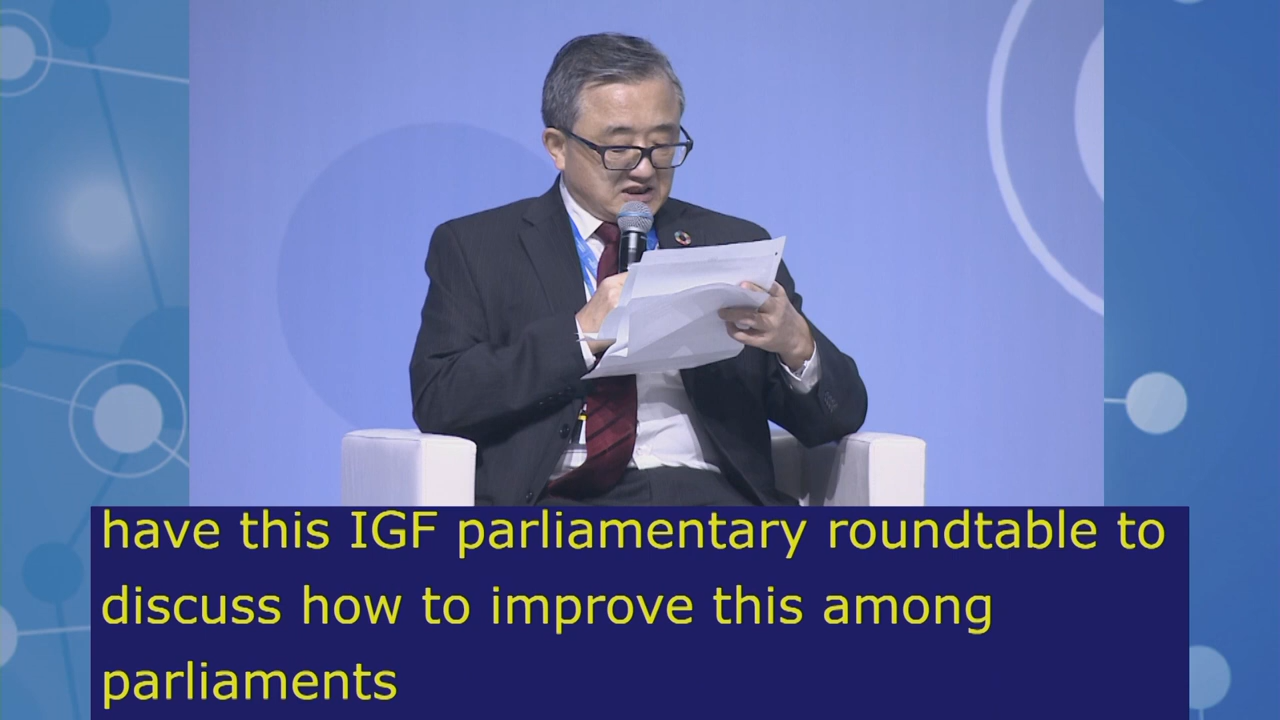 have this IGF parliamentary roundtable to
discuss how to improve this among
parliaments